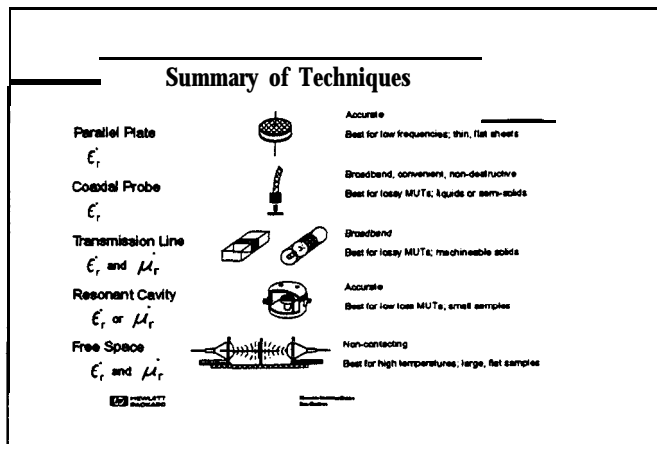 Summary of Techniques
Parallel Plate
ε*r
Accurate
Best for low frequencies; thin, flat sheets
Coaxial Probe
ε*r
Broadband, convenient, non-destructive
Best for lossy MUTs; liquids or semi-solids
Transmission Line
ε*r and μ*r
Broadband
Best for lossy MUTs; machineable solids
Resonant Cavity
ε*r or μ*r
Accurate
Best for low loss MUTs; small samples
Free Space
ε*r and μ*r
Non-contacting
Best for high temperatures; large, flat samples
hp HEWLETT
PACKARD